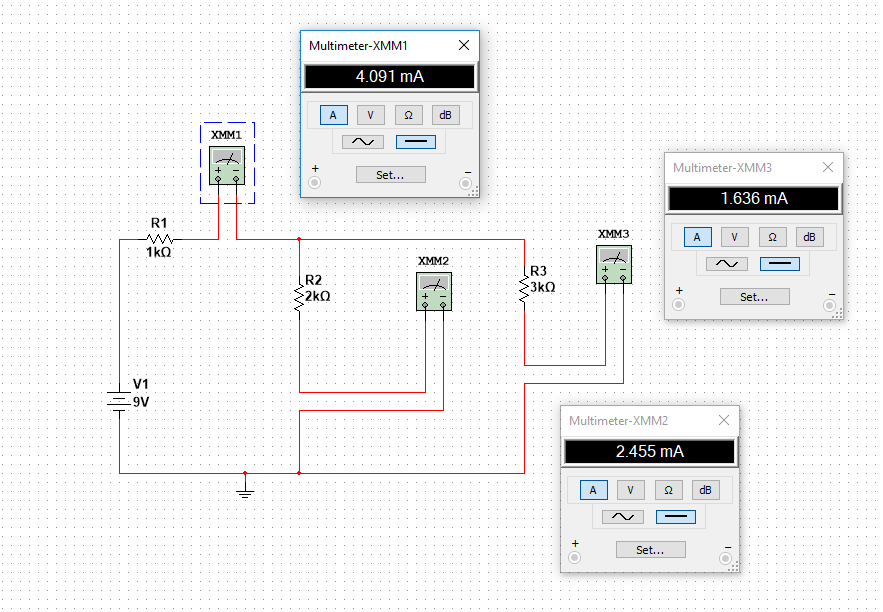 Multimeter-XMM1
4.091 mA
A V Ω dB
+ −
Set...
XMM1
+ −
Multimeter-XMM3
1.636 mA
A V Ω dB
+ −
Set...
R1
1kΩ
XMM3
+ −
XMM2
+ −
R2
2kΩ
R3
3kΩ
V1
9V
Multimeter-XMM2
2.455 mA
A V Ω dB
+ −
Set...